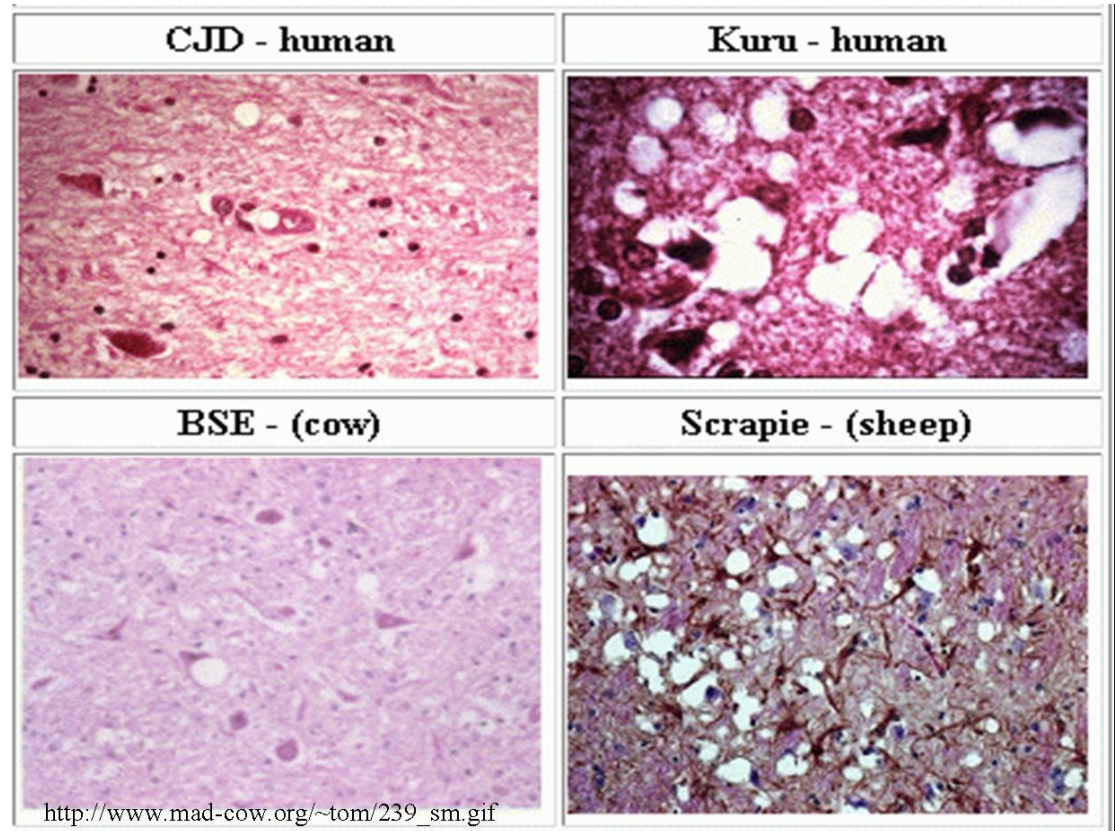 CJD - human
Kuru - human
BSE - (cow)
Scrapie - (sheep)
http://www.mad-cow.org/~tom/239_sm.gif